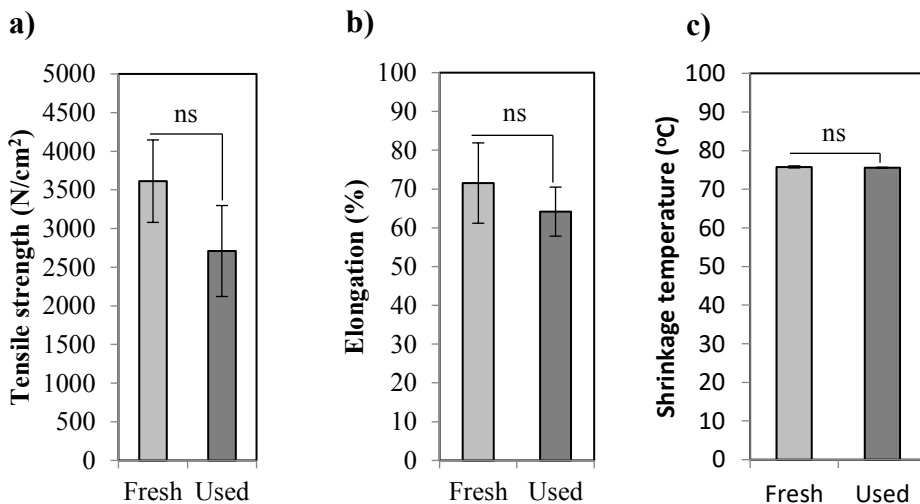 a)
Tensile strength (N/cm²)
5000
4500
4000
3500
3000
2500
2000
1500
1000
500
0
ns
Fresh Used
b)
Elongation (%)
100
90
80
70
60
50
40
30
20
10
0
ns
Fresh Used
c)
Shrinkage temperature (ºC)
100
90
80
70
60
50
40
30
20
10
0
ns
Fresh Used